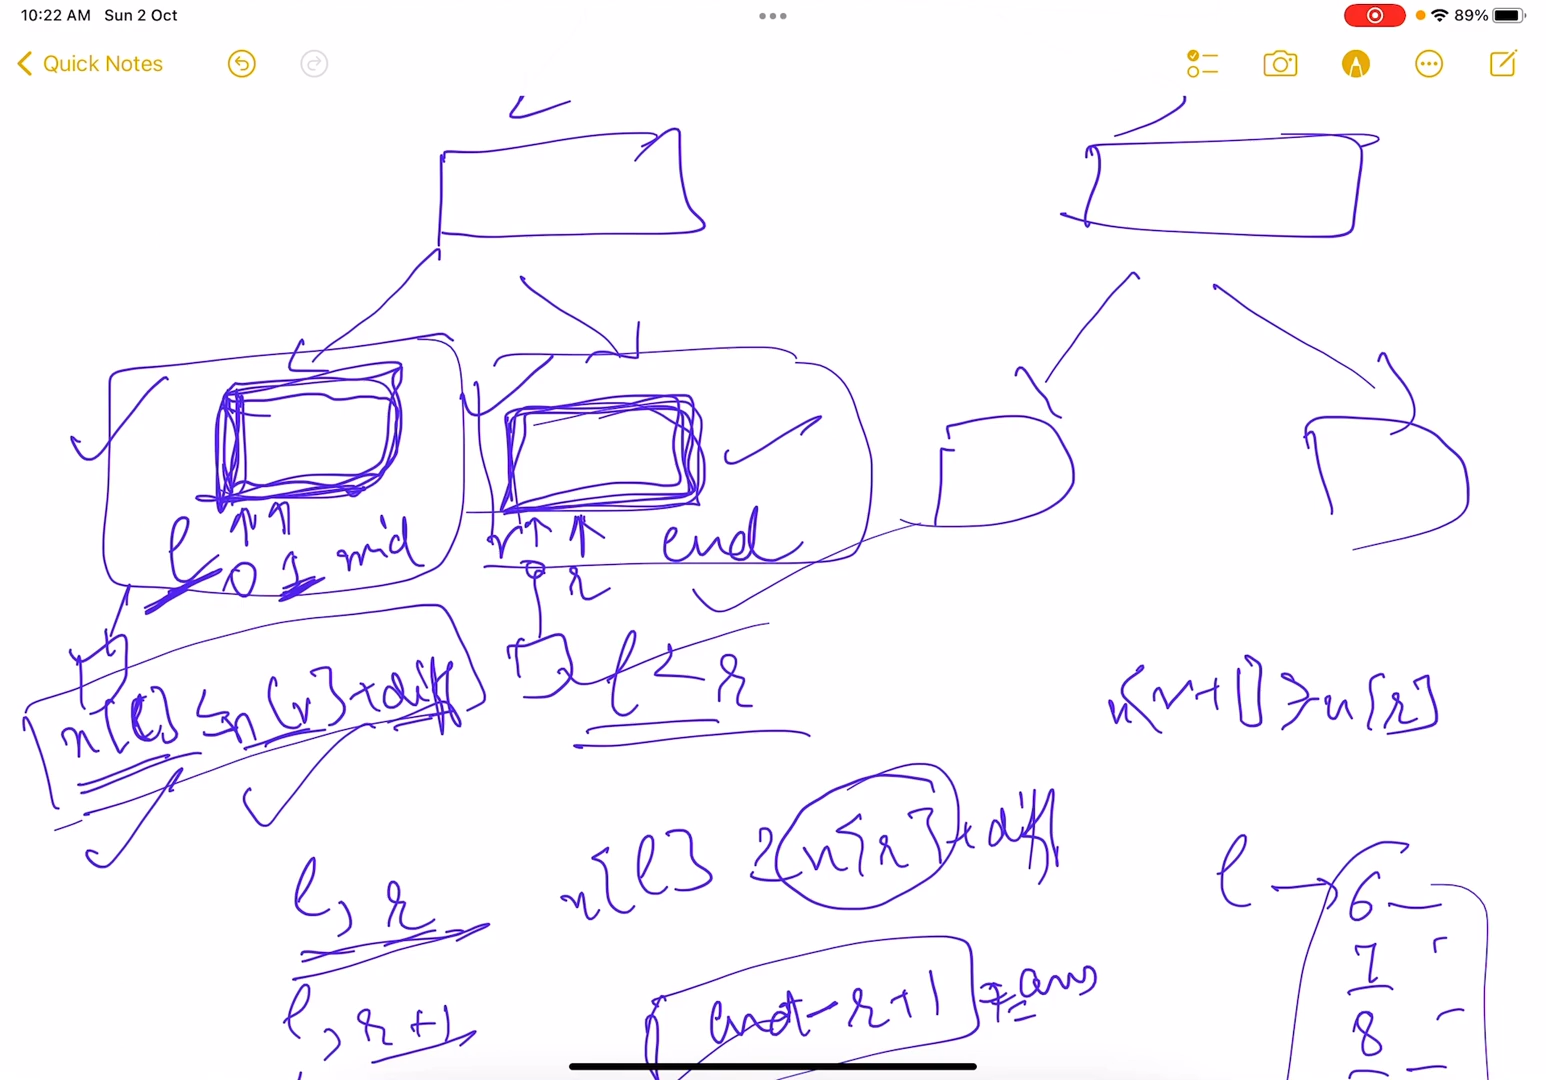 10:22 AM Sun 2 Oct
89%
Quick Notes
l 0 1 mid
r r end
n[l] ≤ n[r] + diff
l < r
n[r+1] ≥ n[r]
n[l] ≤ n[r] + diff
l, r
l → 6
7
end - r + 1 += ans
l, r+1
8